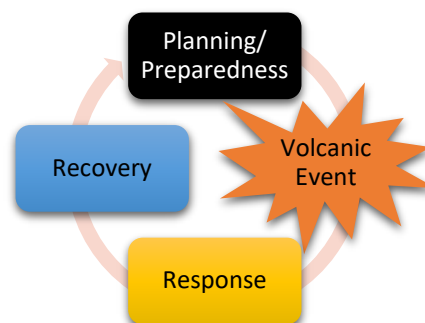 Planning/
Preparedness
Volcanic
Event
Response
Recovery